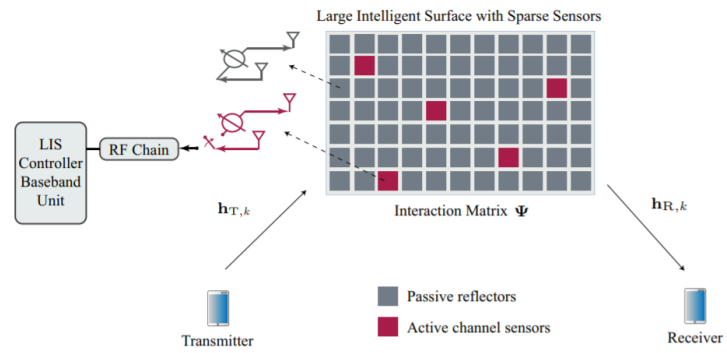 Large Intelligent Surface with Sparse Sensors
LIS
Controller
Baseband
Unit
RF Chain
h_{T,k}
Interaction Matrix Ψ
h_{R,k}
Passive reflectors
Active channel sensors
Transmitter
Receiver